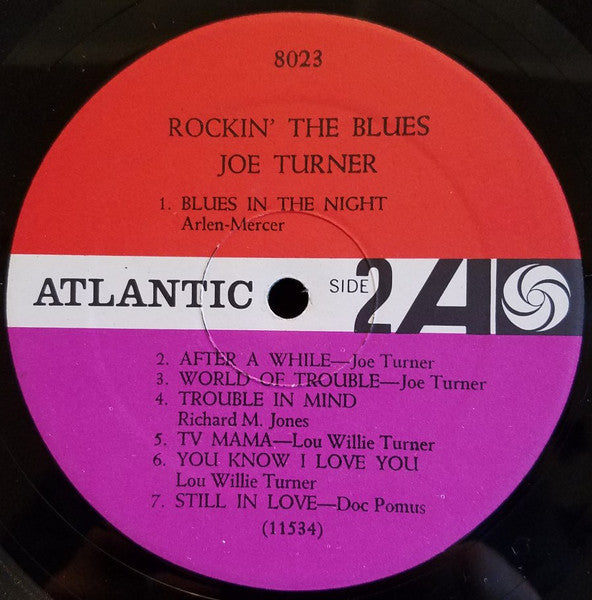 8023
ROCKIN' THE BLUES
JOE TURNER
1. BLUES IN THE NIGHT
Arlen-Mercer
ATLANTIC SIDE 2 A
2. AFTER A WHILE—Joe Turner
3. WORLD OF TROUBLE—Joe Turner
4. TROUBLE IN MIND
Richard M. Jones
5. TV MAMA—Lou Willie Turner
6. YOU KNOW I LOVE YOU
Lou Willie Turner
7. STILL IN LOVE—Doc Pomus
(11534)